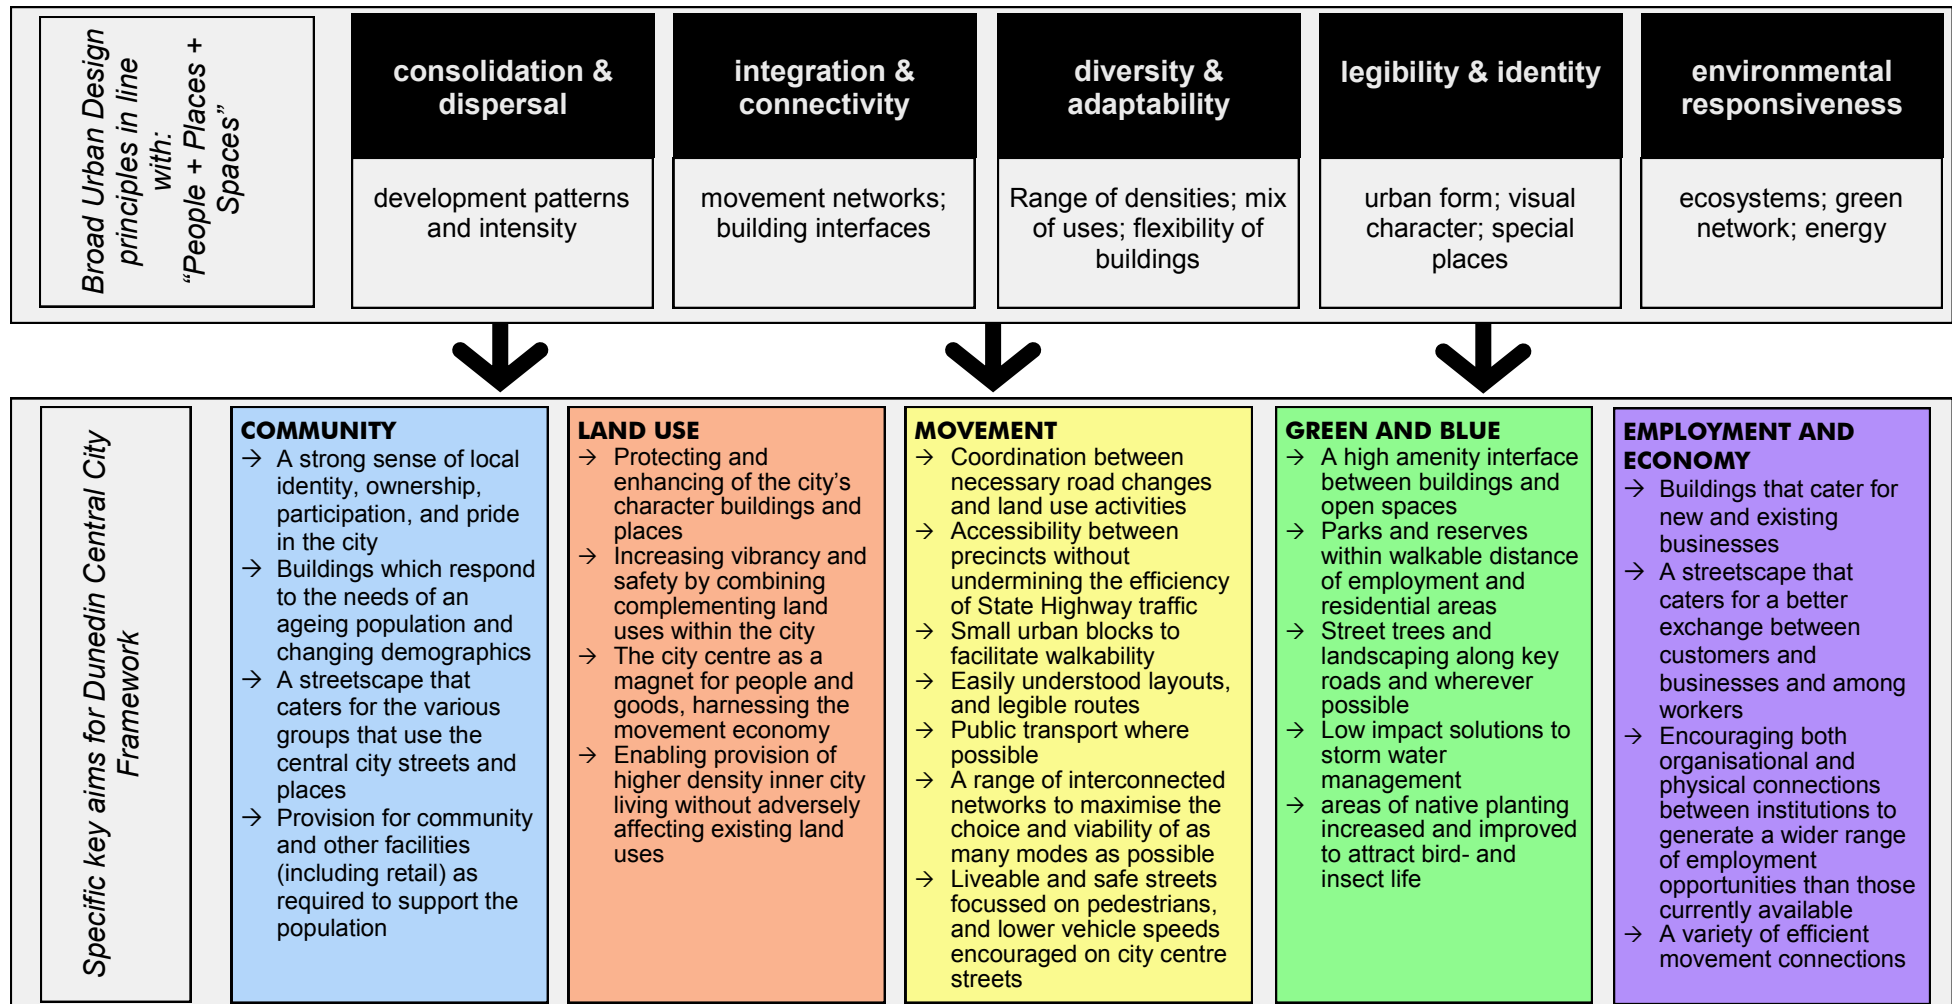 Broad Urban Design
principles in line
with:
“People + Places +
Spaces”
consolidation &
dispersal
development patterns
and intensity
integration &
connectivity
movement networks;
building interfaces
diversity &
adaptability
Range of densities; mix
of uses; flexibility of
buildings
legibility & identity
urban form; visual
character; special
places
environmental
responsiveness
ecosystems; green
network; energy
Specific key aims for Dunedin Central City
Framework
COMMUNITY
→ A strong sense of local
identity, ownership,
participation, and pride
in the city
→ Buildings which respond
to the needs of an
ageing population and
changing demographics
→ A streetscape that
caters for the various
groups that use the
central city streets and
places
→ Provision for community
and other facilities
(including retail) as
required to support the
population
LAND USE
→ Protecting and
enhancing of the city’s
character buildings and
places
→ Increasing vibrancy and
safety by combining
complementing land
uses within the city
→ The city centre as a
magnet for people and
goods, harnessing the
movement economy
→ Enabling provision of
higher density inner city
living without adversely
affecting existing land
uses
MOVEMENT
→ Coordination between
necessary road changes
and land use activities
→ Accessibility between
precincts without
undermining the efficiency
of State Highway traffic
→ Small urban blocks to
facilitate walkability
→ Easily understood layouts,
and legible routes
→ Public transport where
possible
→ A range of interconnected
networks to maximise the
choice and viability of as
many modes as possible
→ Liveable and safe streets
focussed on pedestrians,
and lower vehicle speeds
encouraged on city centre
streets
GREEN AND BLUE
→ A high amenity interface
between buildings and
open spaces
→ Parks and reserves
within walkable distance
of employment and
residential areas
→ Street trees and
landscaping along key
roads and wherever
possible
→ Low impact solutions to
storm water
management
→ areas of native planting
increased and improved
to attract bird- and
insect life
EMPLOYMENT AND
ECONOMY
→ Buildings that cater for
new and existing
businesses
→ A streetscape that
caters for a better
exchange between
customers and
businesses and among
workers
→ Encouraging both
organisational and
physical connections
between institutions to
generate a wider range
of employment
opportunities than those
currently available
→ A variety of efficient
movement connections